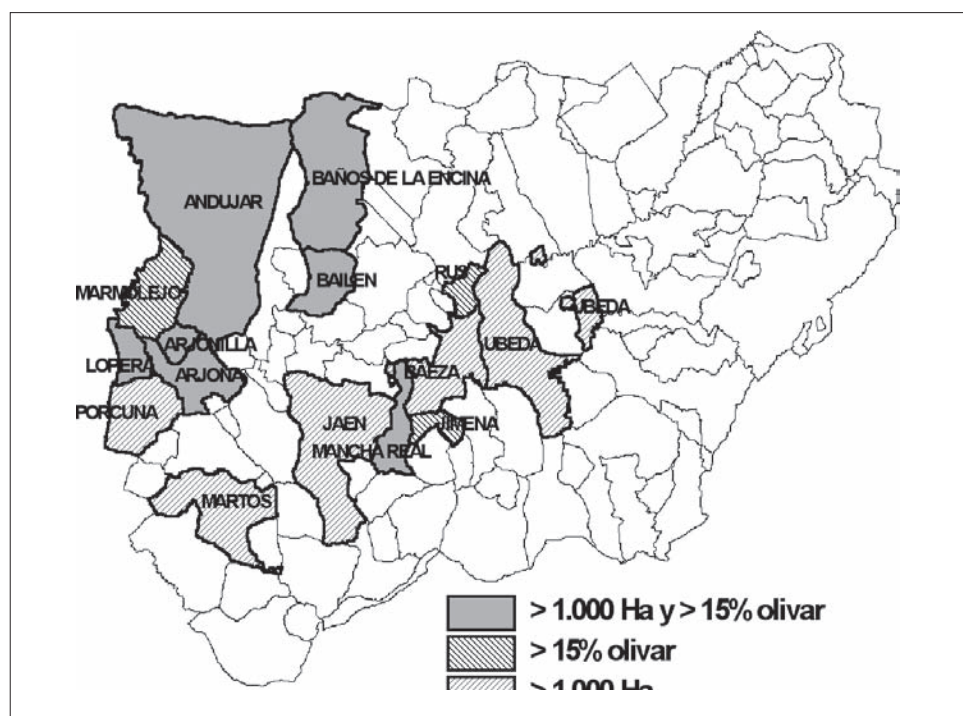 BAÑOS DE LA ENCINA
ANDUJAR
RUS
BAILEN
MARMOLEJO
UBEDA
ARJONILLA
UBEDA
LOPERA
BAEZA
ARJONA
PORCUNA
JAEN
JIMENA
MANCHA REAL
MARTOS
> 1.000 Ha y > 15% olivar
> 15% olivar
> 1.000 Ha